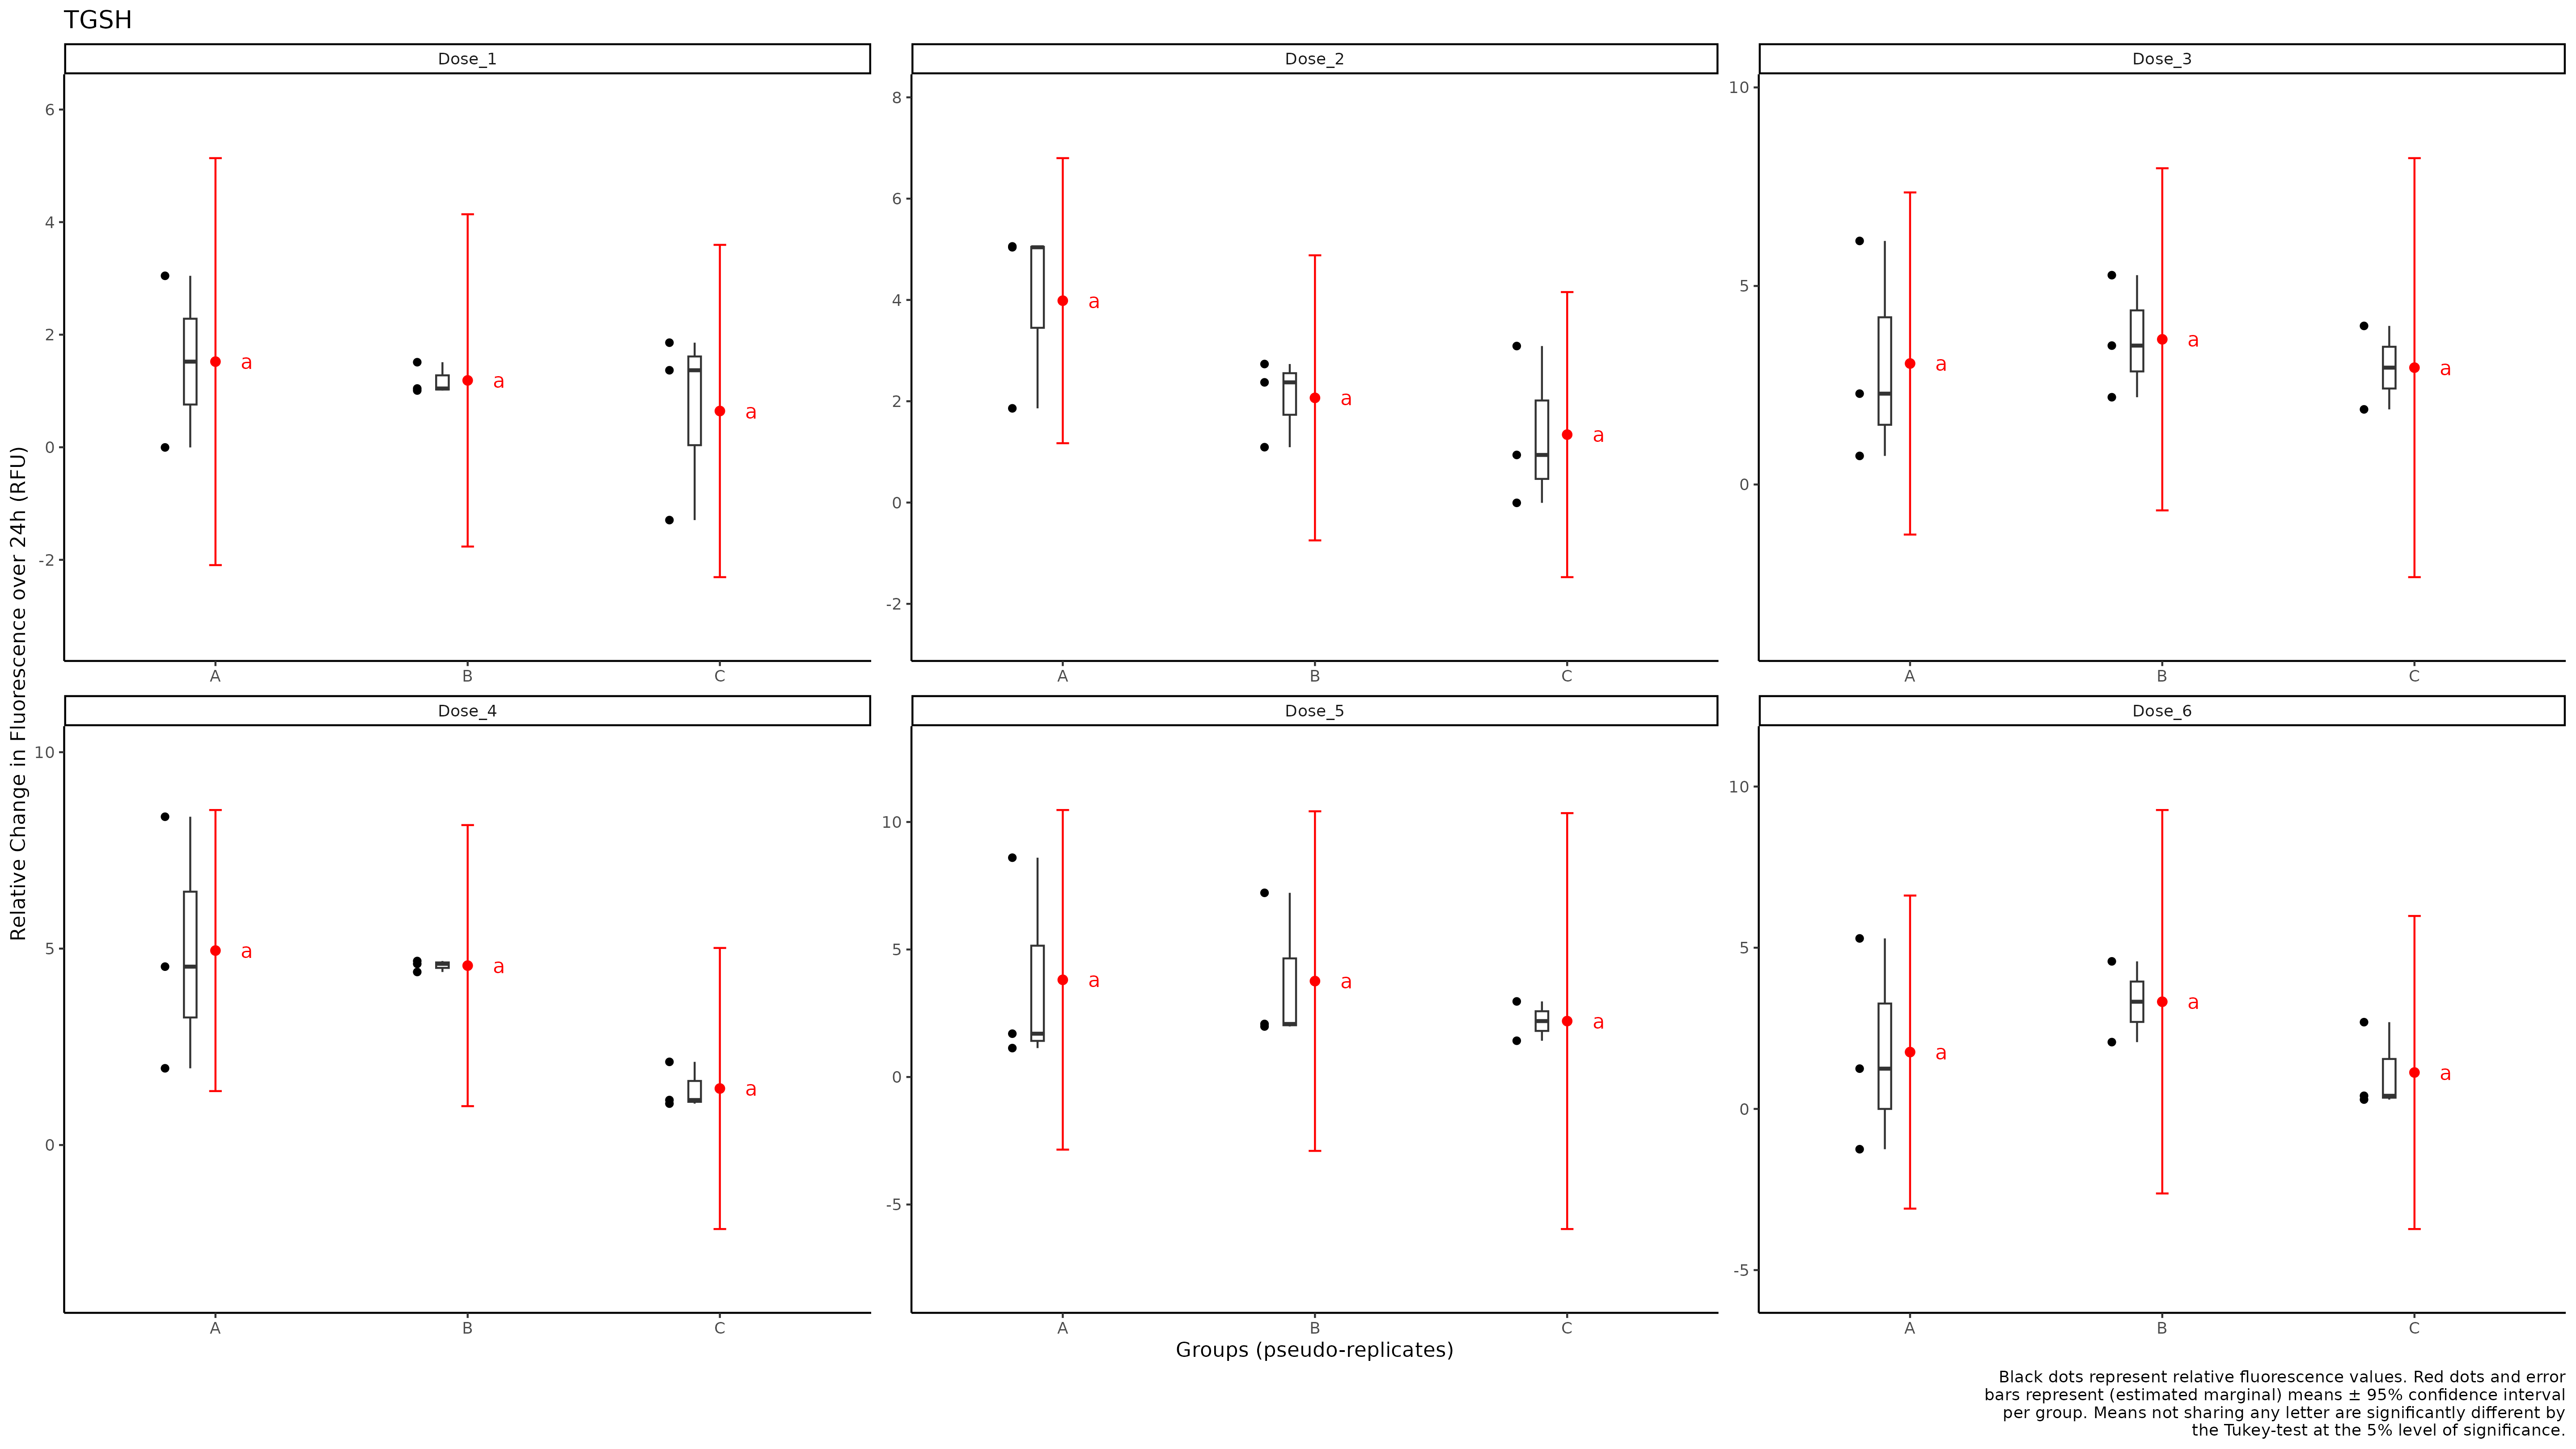 TGSH
Relative Change in Fluorescence over 24h (RFU)
Dose_1
6
4
2
0
-2
a
a
a
A
B
C
Dose_2
8
6
4
2
0
-2
a
a
a
A
B
C
Dose_3
10
5
0
a
a
a
A
B
C
Dose_4
10
5
0
a
a
a
A
B
C
Dose_5
10
5
0
-5
a
a
a
A
B
C
Dose_6
10
5
0
-5
a
a
a
A
B
C
Groups (pseudo-replicates)
Black dots represent relative fluorescence values. Red dots and error
bars represent (estimated marginal) means ± 95% confidence interval
per group. Means not sharing any letter are significantly different by
the Tukey-test at the 5% level of significance.